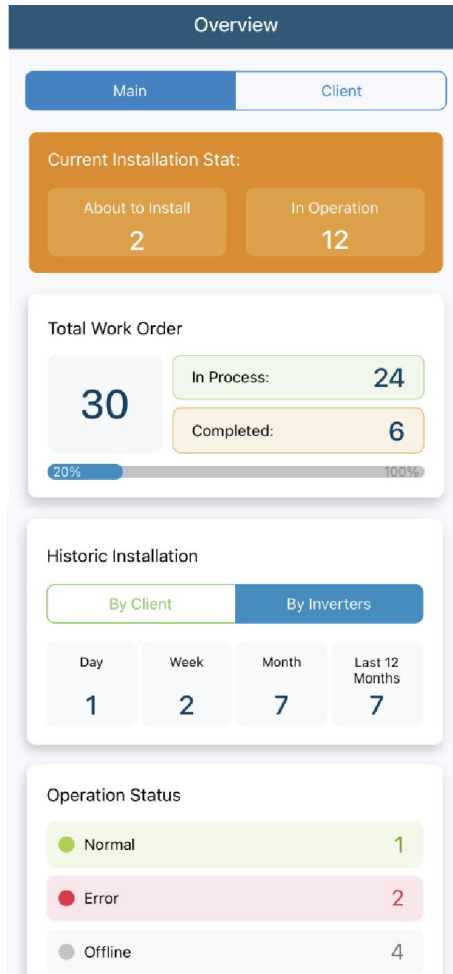 Overview
Main Client
Current Installation Stat:
About to Install In Operation
2 12
Total Work Order
30
In Process: 24
Completed: 6
20% 100%
Historic Installation
By Client By Inverters
Day Week Month Last 12
Months
1 2 7 7
Operation Status
Normal 1
Error 2
Offline 4